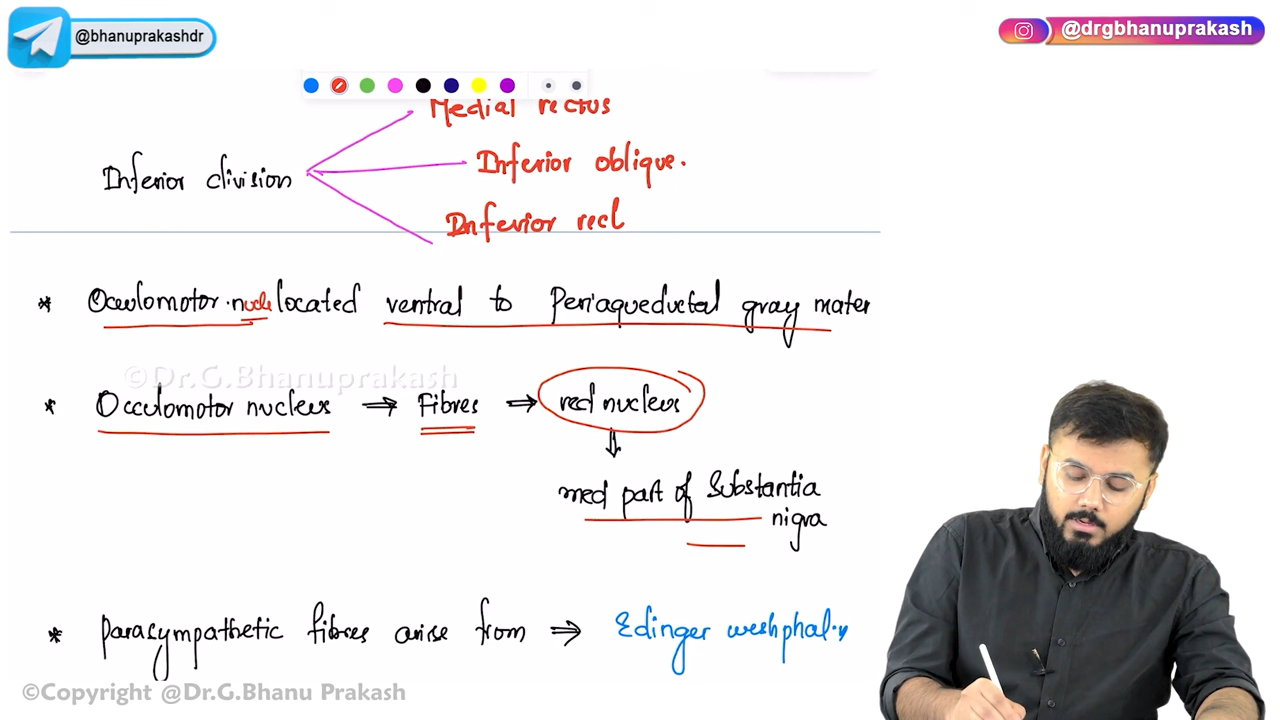 @bhanuprakashdr
@drgbhanuprakash
Medial rectus
Inferior division
Inferior oblique.
Inferior rect
* Occulomotor nucle located ventral to Periaqueductal gray mater
©Dr.G.Bhanuprakash
* Occulomotor nucleus ⇒ Fibres ⇒ red nucleus
⇓
med part of Substantia
nigra
* Parasympathetic fibres arise from ⇒ Edinger weshphal
©Copyright @Dr.G.Bhanu Prakash